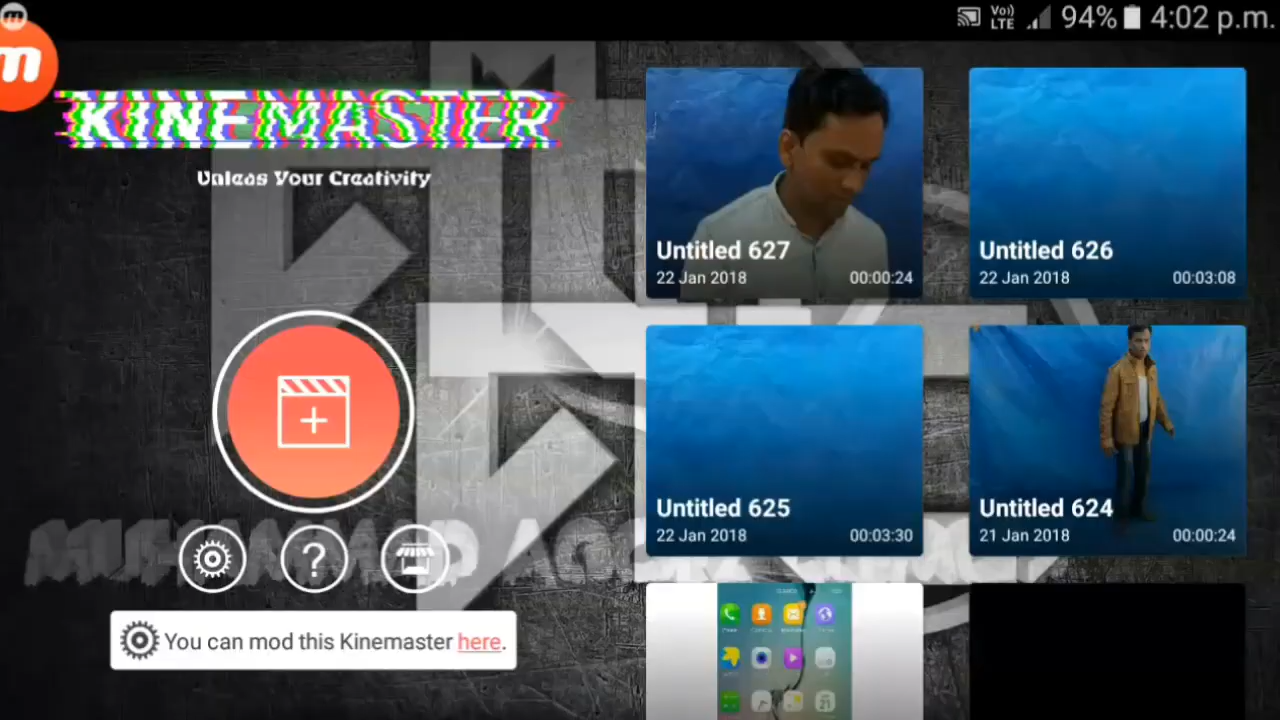 Vo))
LTE
94%
4:02 p.m.
m
KINEMASTER
Unleas Your Creativity
Untitled 627
22 Jan 2018
00:00:24
Untitled 626
22 Jan 2018
00:03:08
Untitled 625
22 Jan 2018
00:03:30
Untitled 624
21 Jan 2018
00:00:24
You can mod this Kinemaster here.